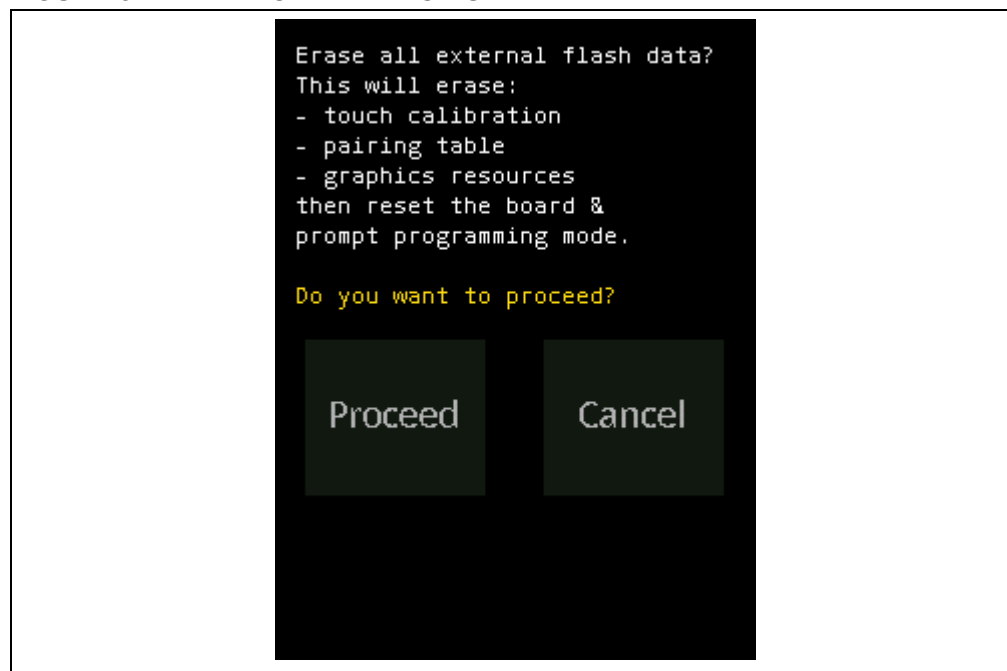 Erase all external flash data?
This will erase:
- touch calibration
- pairing table
- graphics resources
then reset the board &
prompt programming mode.
Do you want to proceed?
Proceed Cancel